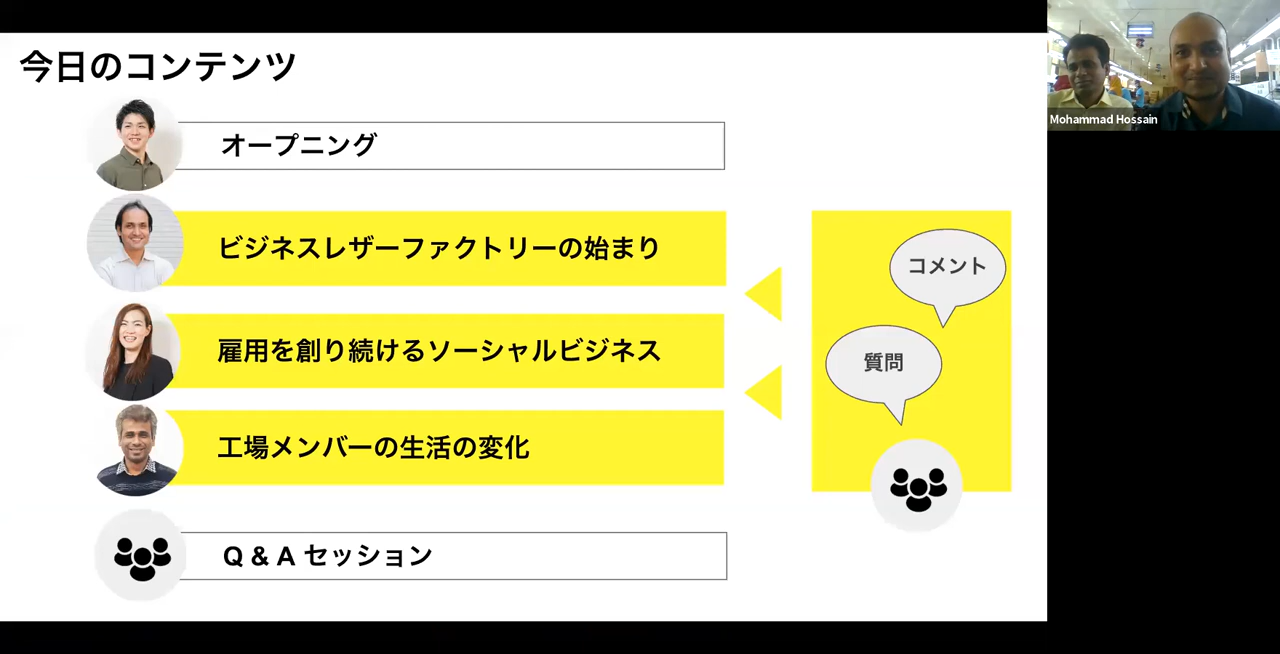 今日のコンテンツ
オープニング
ビジネスレザーファクトリーの始まり
雇用を創り続けるソーシャルビジネス
工場メンバーの生活の変化
Q & A セッション
コメント
質問
Mohammad Hossain